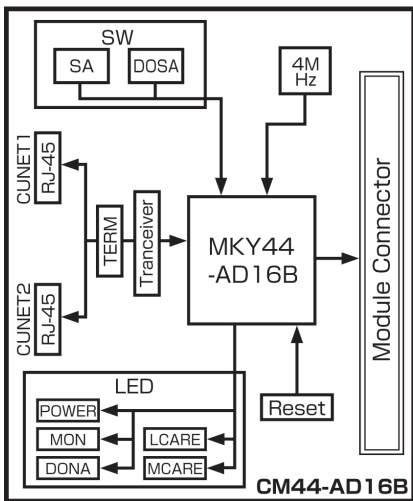 SW
SA
DOSA
4M
Hz
CUNET1
RJ-45
TERM
Tranceiver
MKY44
-AD16B
Module Connector
CUNET2
RJ-45
LED
POWER
MON
LCARE
DONA
MCARE
Reset
CM44-AD16B